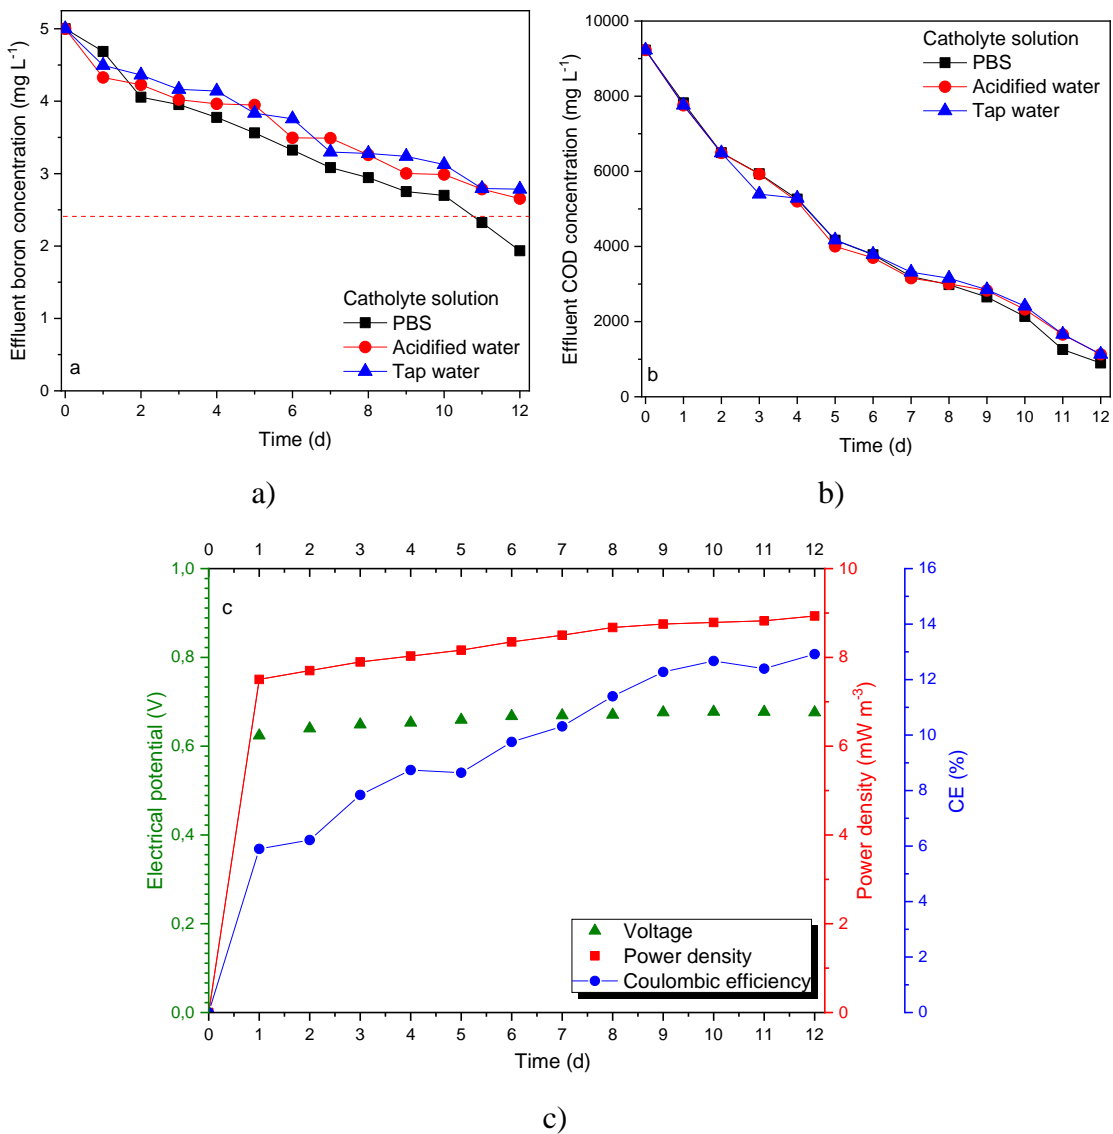 Effluent boron concentration (mg L-1)
5
4
3
2
1
0
Catholyte solution
PBS
Acidified water
Tap water
a
0 2 4 6 8 10 12
Time (d)
a)
Effluent COD concentration (mg L-1)
10000
8000
6000
4000
2000
0
Catholyte solution
PBS
Acidified water
Tap water
b
0 1 2 3 4 5 6 7 8 9 10 11 12
Time (d)
b)
0 1 2 3 4 5 6 7 8 9 10 11 12
c
Electrical potential (V)
1,0
0,8
0,6
0,4
0,2
0,0
Power density (mW m-3)
10
8
6
4
2
0
CE (%)
16
14
12
10
8
6
4
2
0
Voltage
Power density
Coulombic efficiency
0 1 2 3 4 5 6 7 8 9 10 11 12
Time (d)
c)